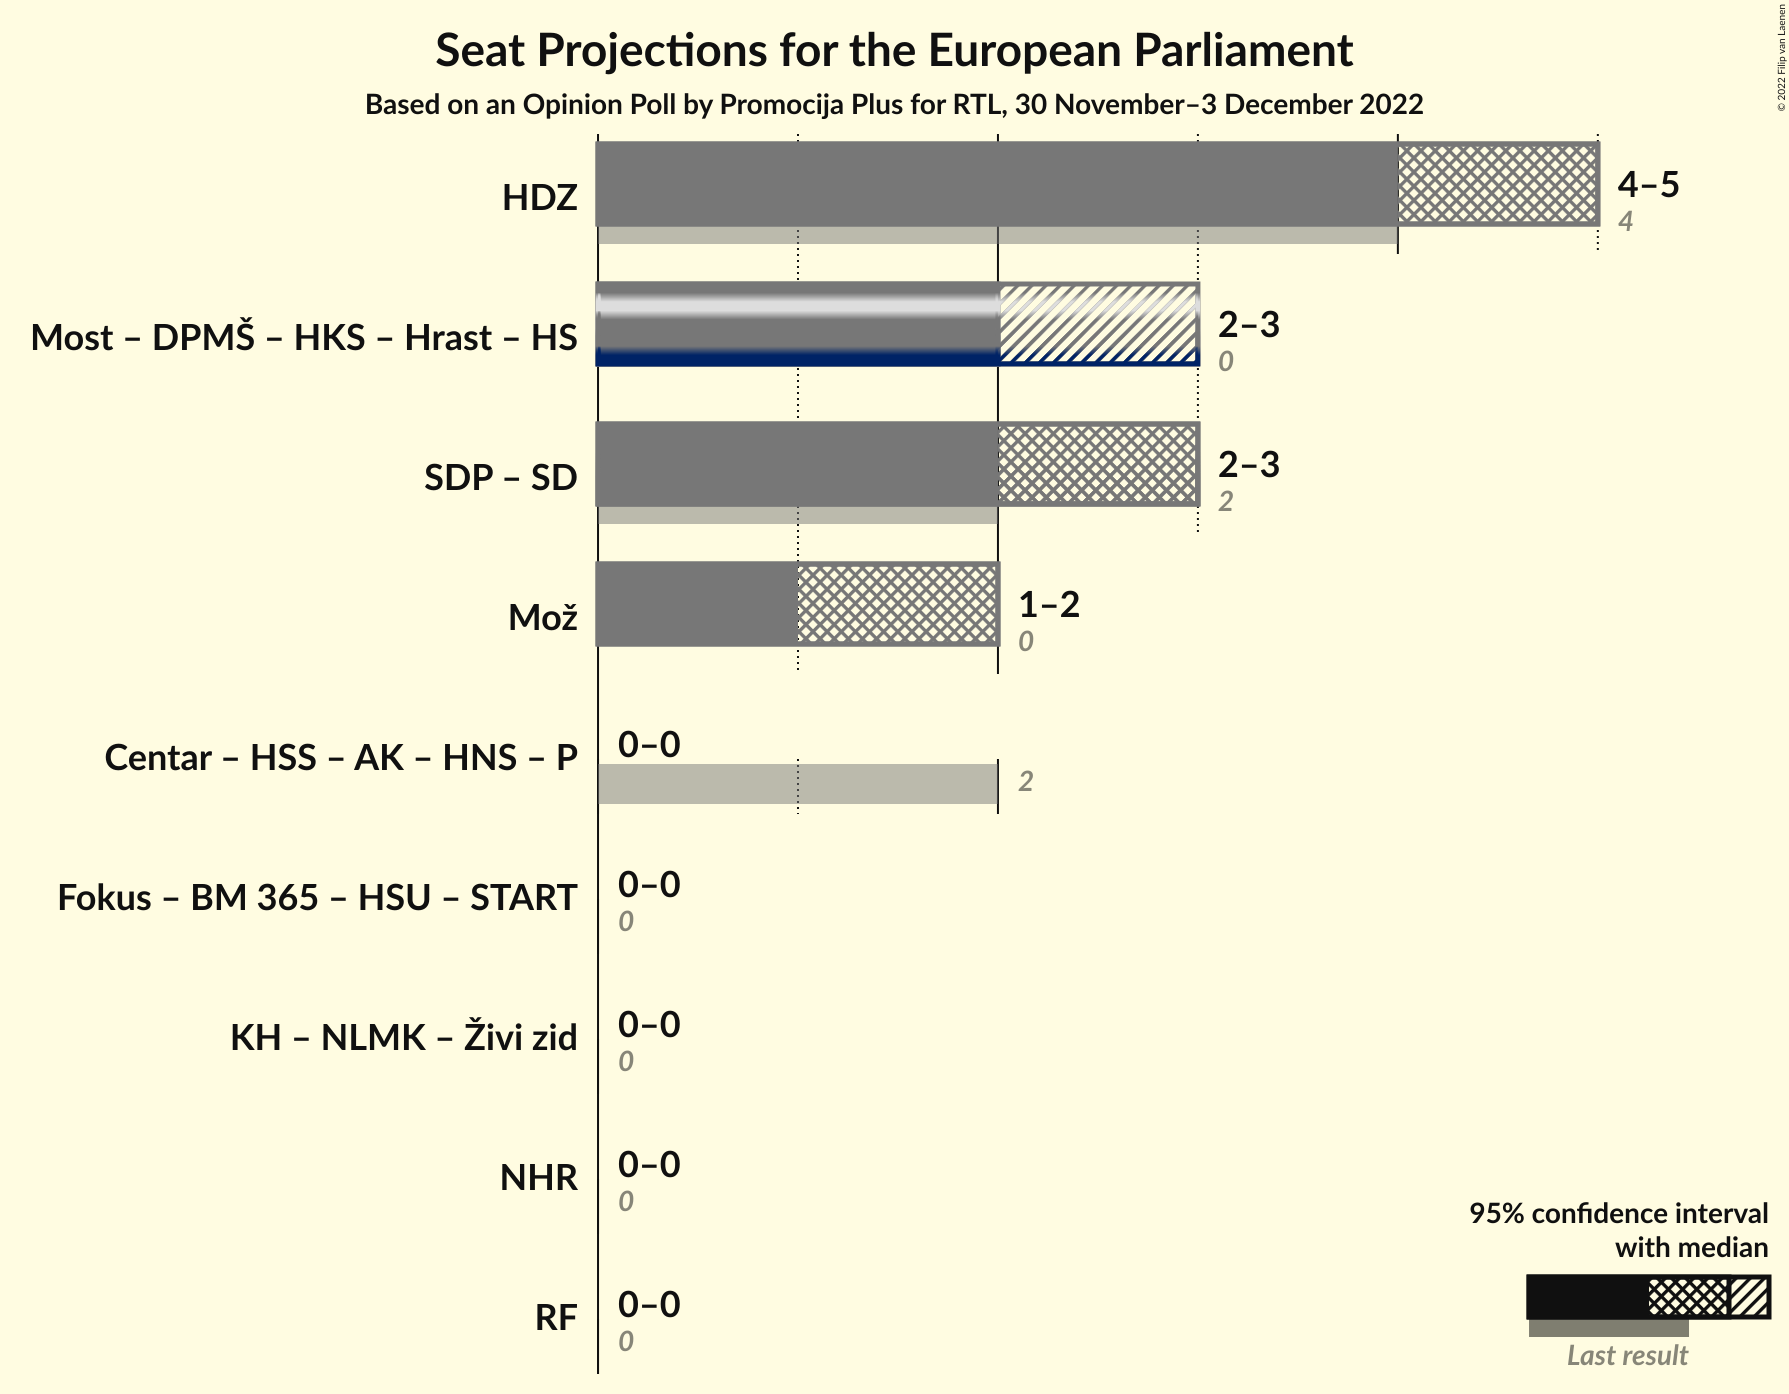 Seat Projections for the European Parliament
Based on an Opinion Poll by Promocija Plus for RTL, 30 November–3 December 2022
© 2022 Filip van Laenen
HDZ
4–5
4
Most – DPMŠ – HKS – Hrast – HS
2–3
0
SDP – SD
2–3
2
Mož
1–2
0
Centar – HSS – AK – HNS – P
0–0
2
Fokus – BM 365 – HSU – START
0–0
0
KH – NLMK – Živi zid
0–0
0
NHR
0–0
0
RF
0–0
0
95% confidence interval
with median
Last result